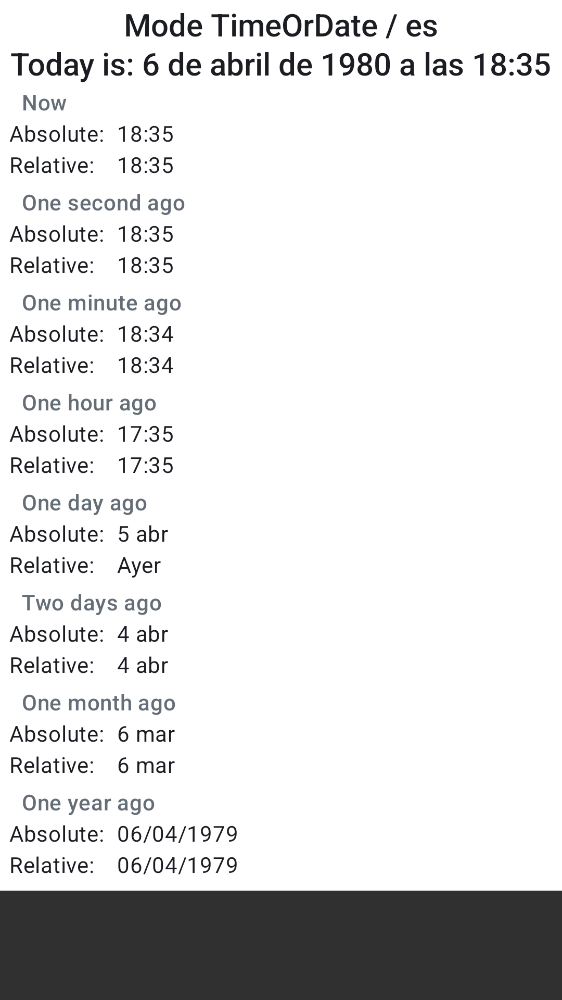 Mode TimeOrDate / es
Today is: 6 de abril de 1980 a las 18:35
Now
Absolute: 18:35
Relative: 18:35
One second ago
Absolute: 18:35
Relative: 18:35
One minute ago
Absolute: 18:34
Relative: 18:34
One hour ago
Absolute: 17:35
Relative: 17:35
One day ago
Absolute: 5 abr
Relative: Ayer
Two days ago
Absolute: 4 abr
Relative: 4 abr
One month ago
Absolute: 6 mar
Relative: 6 mar
One year ago
Absolute: 06/04/1979
Relative: 06/04/1979